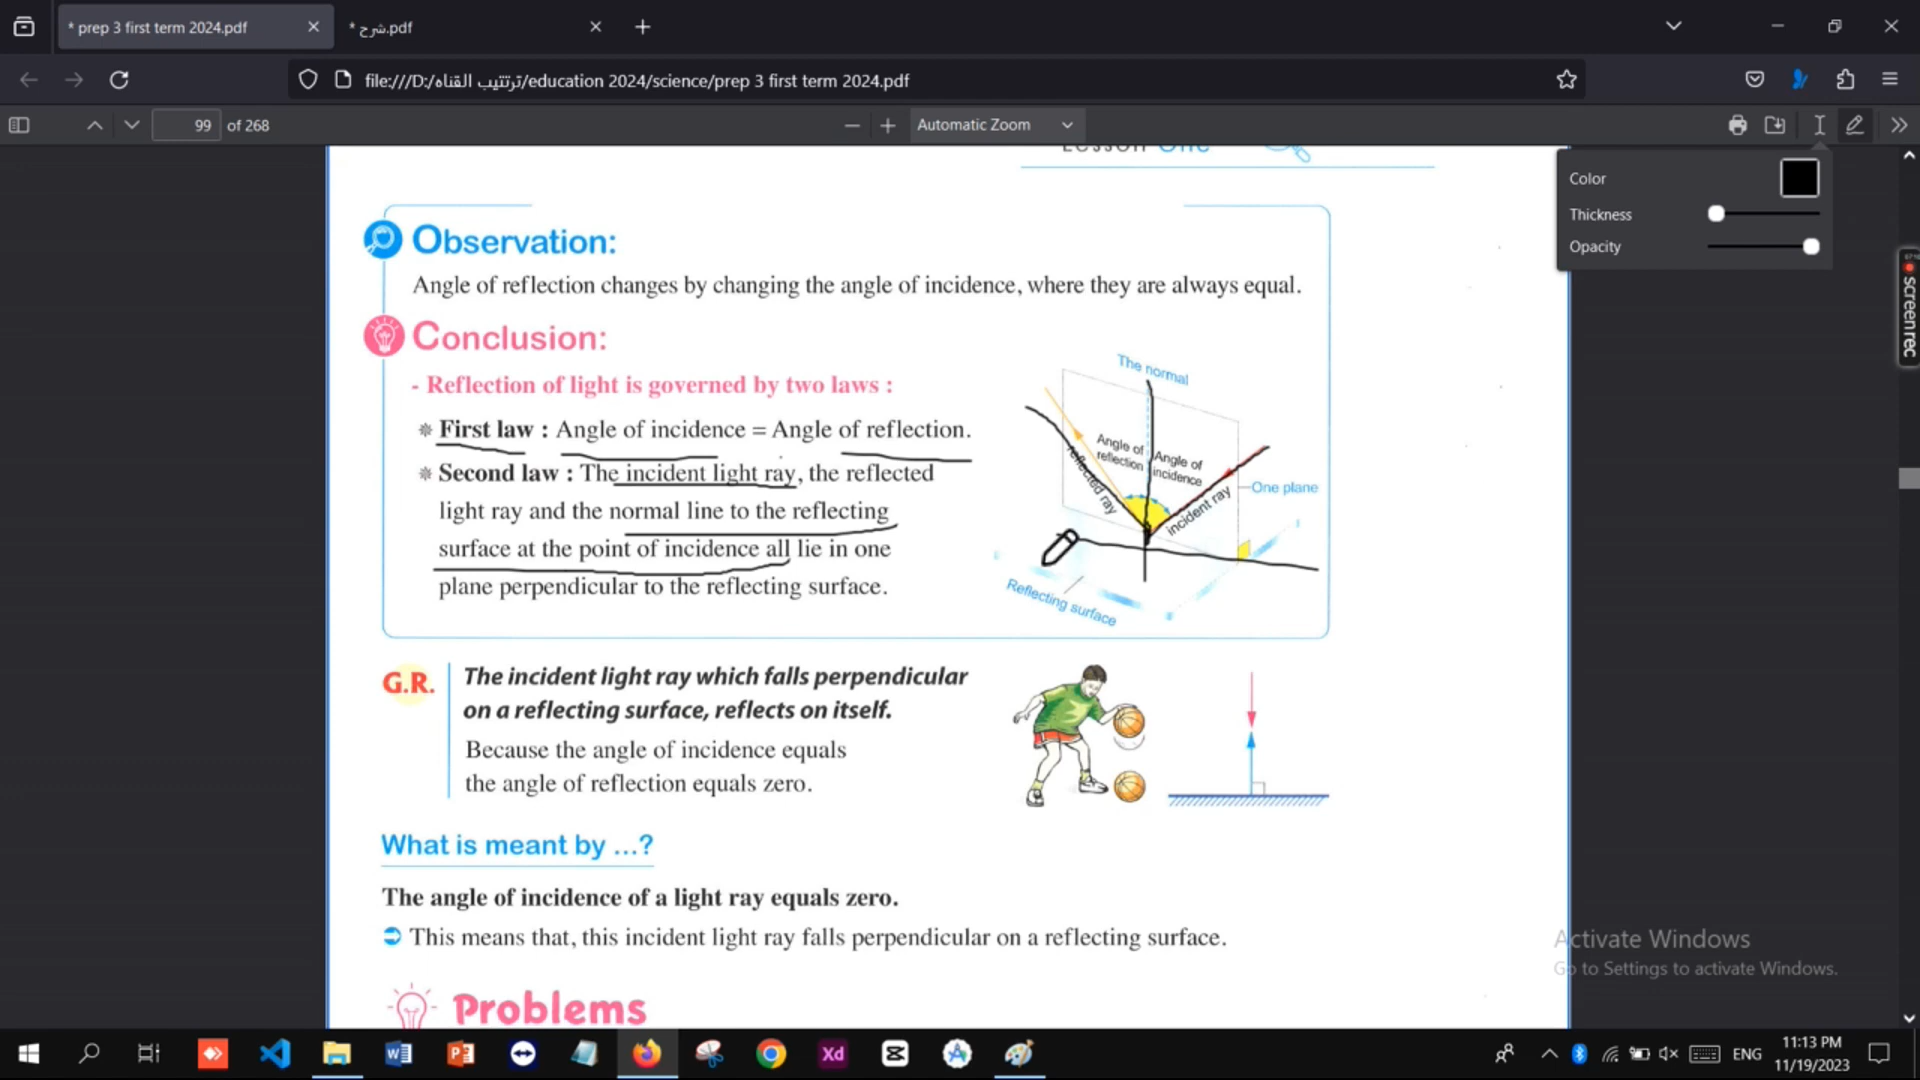 * prep 3 first term 2024.pdf
* شرح.pdf
file:///D:/ترتتيب القناه/education 2024/science/prep 3 first term 2024.pdf
99 of 268
Automatic Zoom
Color
Thickness
Opacity
screen rec
Lesson One
Observation:
Angle of reflection changes by changing the angle of incidence, where they are always equal.
Conclusion:
- Reflection of light is governed by two laws :
First law : Angle of incidence = Angle of reflection.
Second law : The incident light ray, the reflected
light ray and the normal line to the reflecting
surface at the point of incidence all lie in one
plane perpendicular to the reflecting surface.
The normal
Angle of
reflection
Angle of
incidence
reflected ray
incident ray
One plane
Reflecting surface
G.R.
The incident light ray which falls perpendicular
on a reflecting surface, reflects on itself.
Because the angle of incidence equals
the angle of reflection equals zero.
What is meant by ...?
The angle of incidence of a light ray equals zero.
This means that, this incident light ray falls perpendicular on a reflecting surface.
Problems
Activate Windows
Go to Settings to activate Windows.
Xd
ENG
11:13 PM
11/19/2023